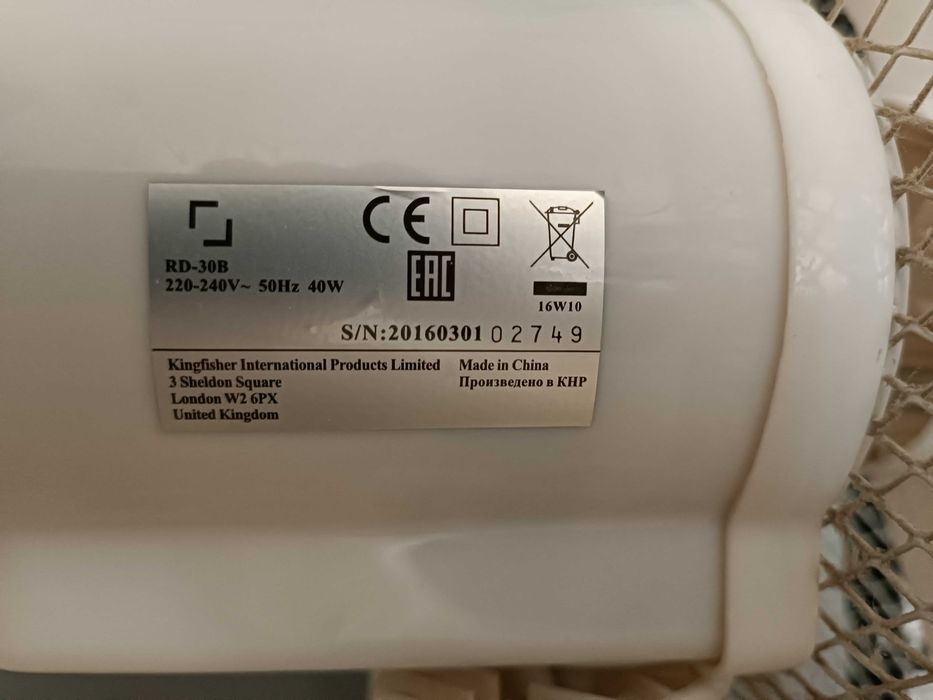 CE
RD-30B
220-240V~ 50Hz 40W
EAC
16W10
S/N:20160301 02749
Kingfisher International Products Limited
3 Sheldon Square
London W2 6PX
United Kingdom
Made in China
Произведено в КНР